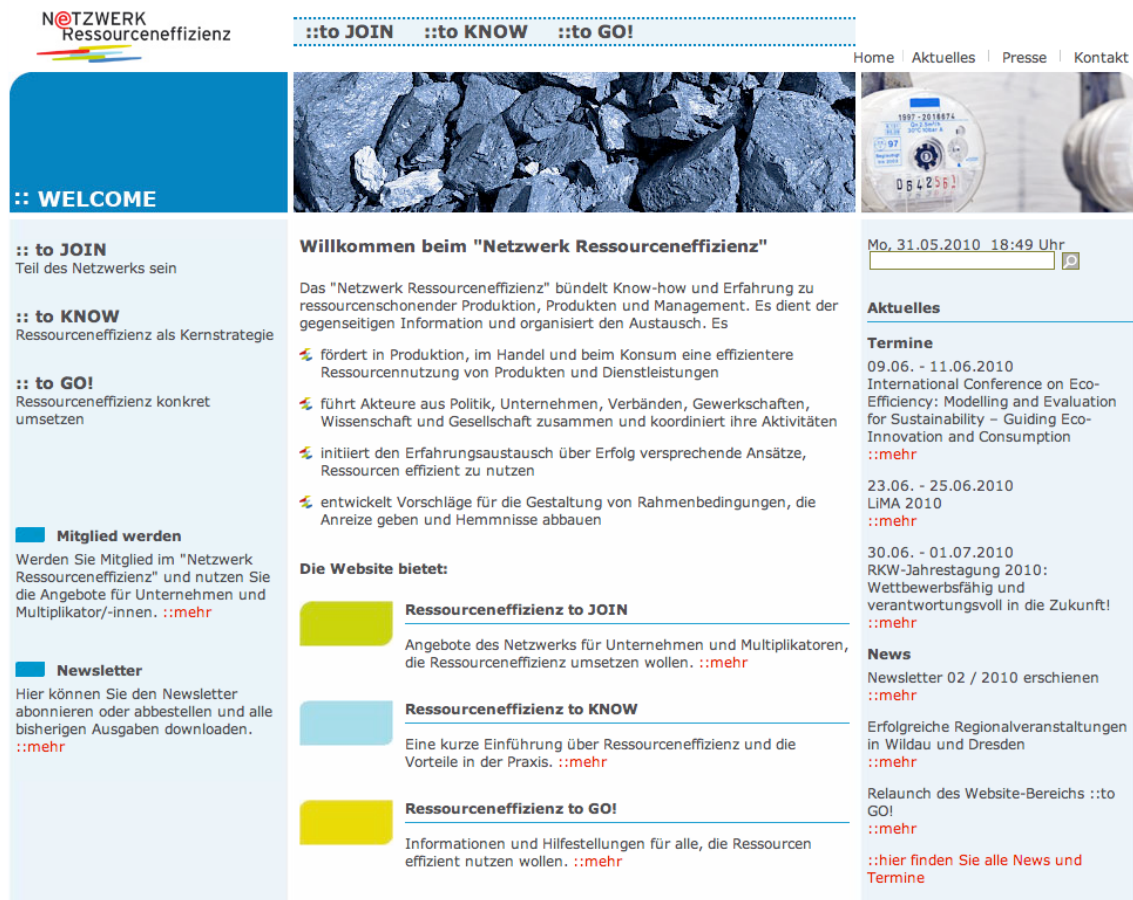 N@TZWERK
Ressourceneffizienz
::to JOIN ::to KNOW ::to GO!
Home Aktuelles Presse Kontakt
:: WELCOME
1997-2016674
97
0642561
:: to JOIN
Teil des Netzwerks sein
:: to KNOW
Ressourceneffizienz als Kernstrategie
:: to GO!
Ressourceneffizienz konkret
umsetzen
Mitglied werden
Werden Sie Mitglied im "Netzwerk
Ressourceneffizienz" und nutzen Sie
die Angebote für Unternehmen und
Multiplikator/-innen. ::mehr
Newsletter
Hier können Sie den Newsletter
abonnieren oder abbestellen und alle
bisherigen Ausgaben downloaden.
::mehr
Willkommen beim "Netzwerk Ressourceneffizienz"
Das "Netzwerk Ressourceneffizienz" bündelt Know-how und Erfahrung zu
ressourcenschonender Produktion, Produkten und Management. Es dient der
gegenseitigen Information und organisiert den Austausch. Es
fördert in Produktion, im Handel und beim Konsum eine effizientere
Ressourcennutzung von Produkten und Dienstleistungen
führt Akteure aus Politik, Unternehmen, Verbänden, Gewerkschaften,
Wissenschaft und Gesellschaft zusammen und koordiniert ihre Aktivitäten
initiiert den Erfahrungsaustausch über Erfolg versprechende Ansätze,
Ressourcen effizient zu nutzen
entwickelt Vorschläge für die Gestaltung von Rahmenbedingungen, die
Anreize geben und Hemmnisse abbauen
Die Website bietet:
Ressourceneffizienz to JOIN
Angebote des Netzwerks für Unternehmen und Multiplikatoren,
die Ressourceneffizienz umsetzen wollen. ::mehr
Ressourceneffizienz to KNOW
Eine kurze Einführung über Ressourceneffizienz und die
Vorteile in der Praxis. ::mehr
Ressourceneffizienz to GO!
Informationen und Hilfestellungen für alle, die Ressourcen
effizient nutzen wollen. ::mehr
Mo, 31.05.2010 18:49 Uhr
Aktuelles
Termine
09.06. - 11.06.2010
International Conference on Eco-
Efficiency: Modelling and Evaluation
for Sustainability – Guiding Eco-
Innovation and Consumption
::mehr
23.06. - 25.06.2010
LiMA 2010
::mehr
30.06. - 01.07.2010
RKW-Jahrestagung 2010:
Wettbewerbsfähig und
verantwortungsvoll in die Zukunft!
::mehr
News
Newsletter 02 / 2010 erschienen
::mehr
Erfolgreiche Regionalveranstaltungen
in Wildau und Dresden
::mehr
Relaunch des Website-Bereichs ::to
GO!
::mehr
::hier finden Sie alle News und
Termine